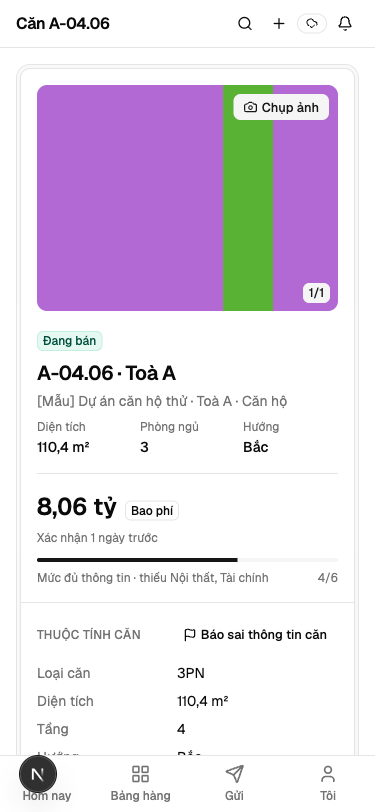 Căn A-04.06
Chụp ảnh
1/1
Đang bán
A-04.06 · Toà A
[Mẫu] Dự án căn hộ thử · Toà A · Căn hộ
Diện tích Phòng ngủ Hướng
110,4 m² 3 Bắc
8,06 tỷ Bao phí
Xác nhận 1 ngày trước
Mức đủ thông tin · thiếu Nội thất, Tài chính 4/6
THUỘC TÍNH CĂN Báo sai thông tin căn
Loại căn 3PN
Diện tích 110,4 m²
Tầng 4
Hướng Bắc
N
Hôm nay Bảng hàng Gửi Tôi